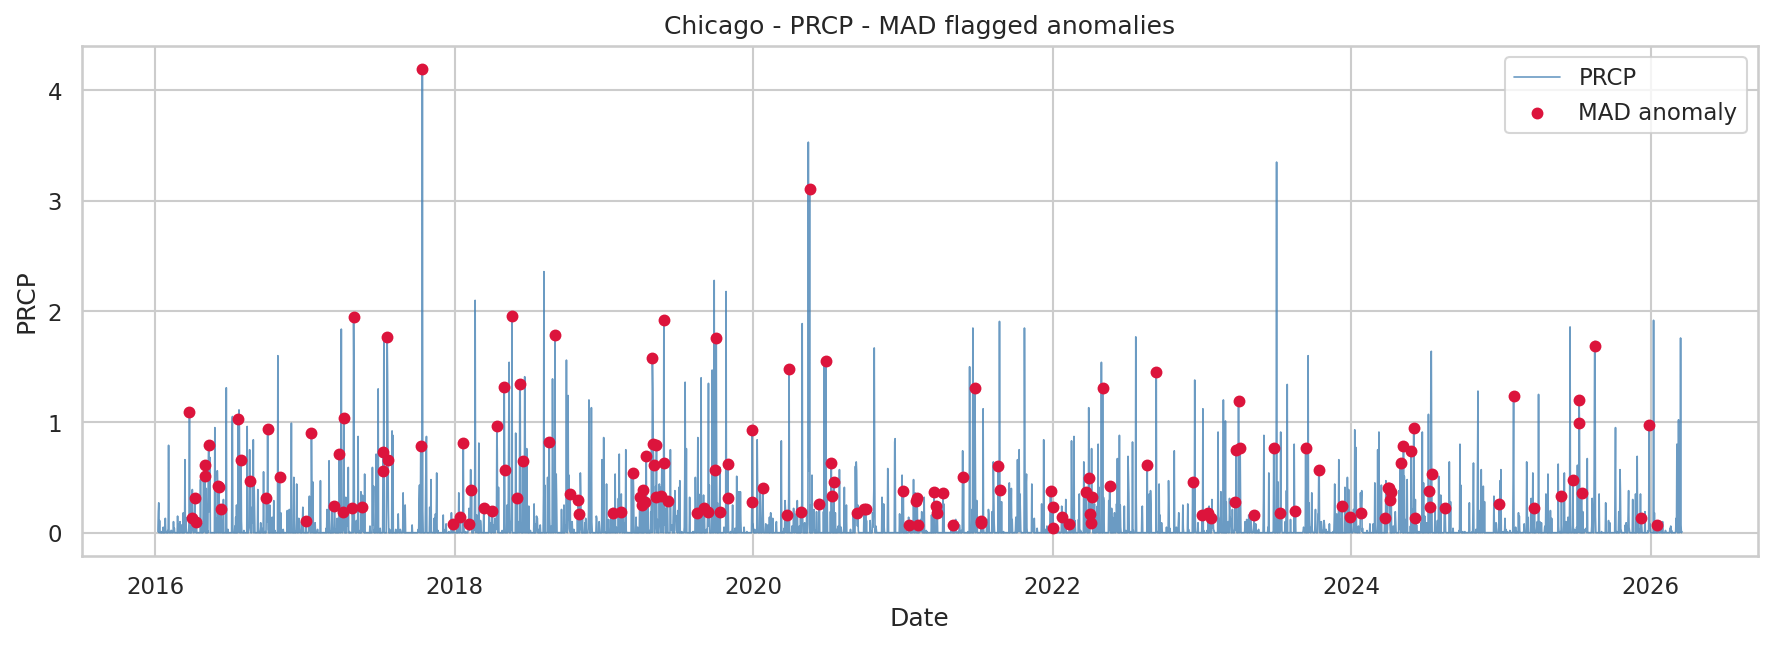 Chicago - PRCP - MAD flagged anomalies
PRCP
MAD anomaly
PRCP
4
3
2
1
0
2016 2018 2020 2022 2024 2026
Date